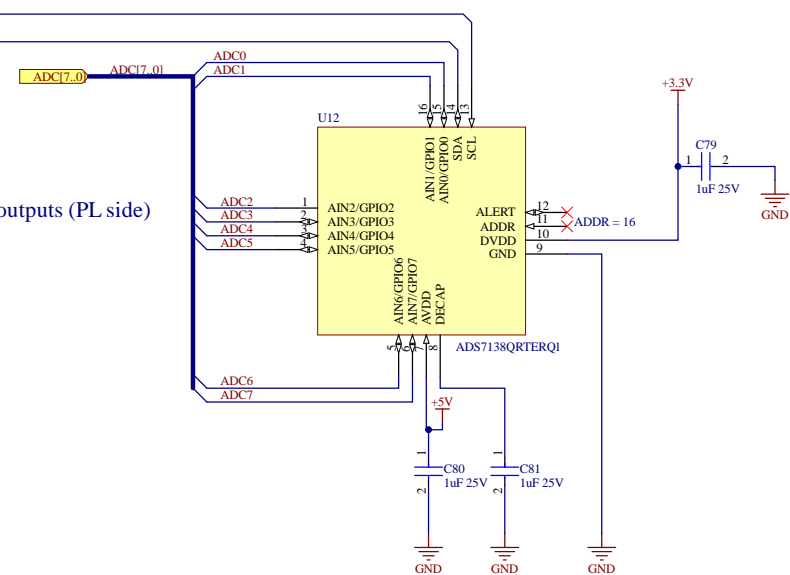 ADC0
ADC[7..0]
ADC[7..0]
ADC1
+3.3V
16
15
14
13
U12
C79
1
2
1uF 25V
GND
AIN1/GPIO1
AIN0/GPIO0
SDA
SCL
outputs (PL side)
ADC2
1
AIN2/GPIO2
ADC3
2
AIN3/GPIO3
ADC4
3
AIN4/GPIO4
ADC5
4
AIN5/GPIO5
ALERT
12
ADDR
11
ADDR = 16
DVDD
10
GND
9
AIN6/GPIO6
AIN7/GPIO7
AVDD
DECAP
5
6
7
8
ADS7138QRTERQ1
ADC6
ADC7
+5V
1
C80
1uF 25V
2
1
C81
1uF 25V
2
GND
GND
GND